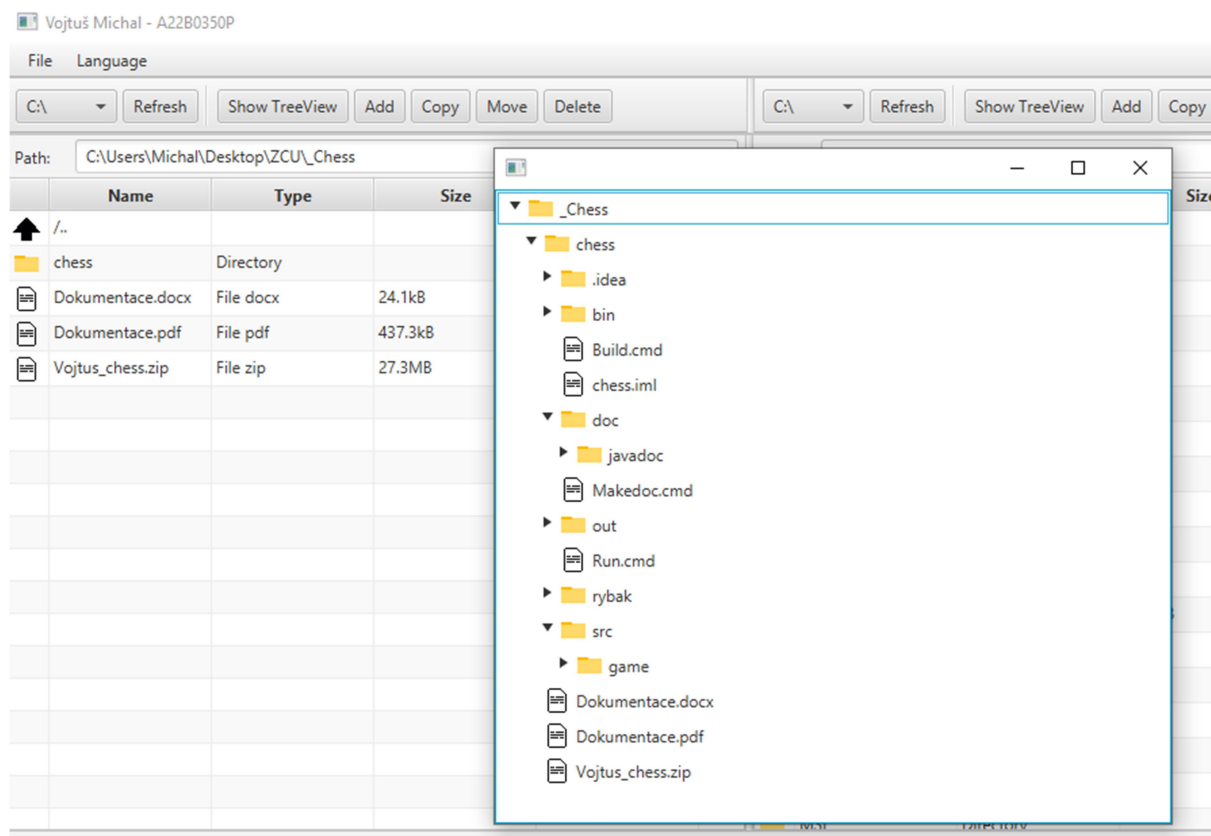 Vojtuš Michal - A22B0350P
File Language
C:\ Refresh Show TreeView Add Copy Move Delete C:\ Refresh Show TreeView Add Copy
Path: C:\Users\Michal\Desktop\ZCU\_Chess
Name Type Size Size
/..
chess Directory
Dokumentace.docx File docx 24.1kB
Dokumentace.pdf File pdf 437.3kB
Vojtus_chess.zip File zip 27.3MB
_Chess
chess
.idea
bin
Build.cmd
chess.iml
doc
javadoc
Makedoc.cmd
out
Run.cmd
rybak
src
game
Dokumentace.docx
Dokumentace.pdf
Vojtus_chess.zip
Directory